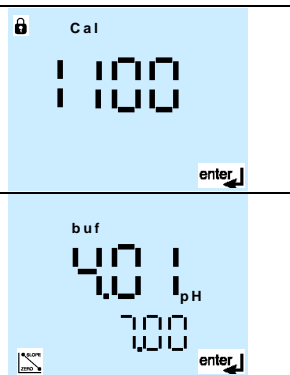 Cal
1100
enter
buf
4.01
pH
7.00
SLOPE
ZERO
enter